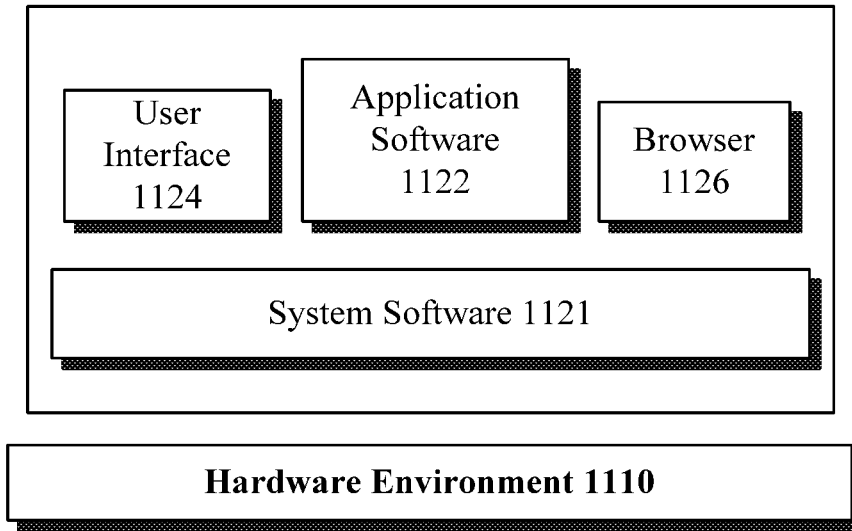 User
Interface
1124
Application
Software
1122
Browser
1126
System Software 1121
Hardware Environment 1110